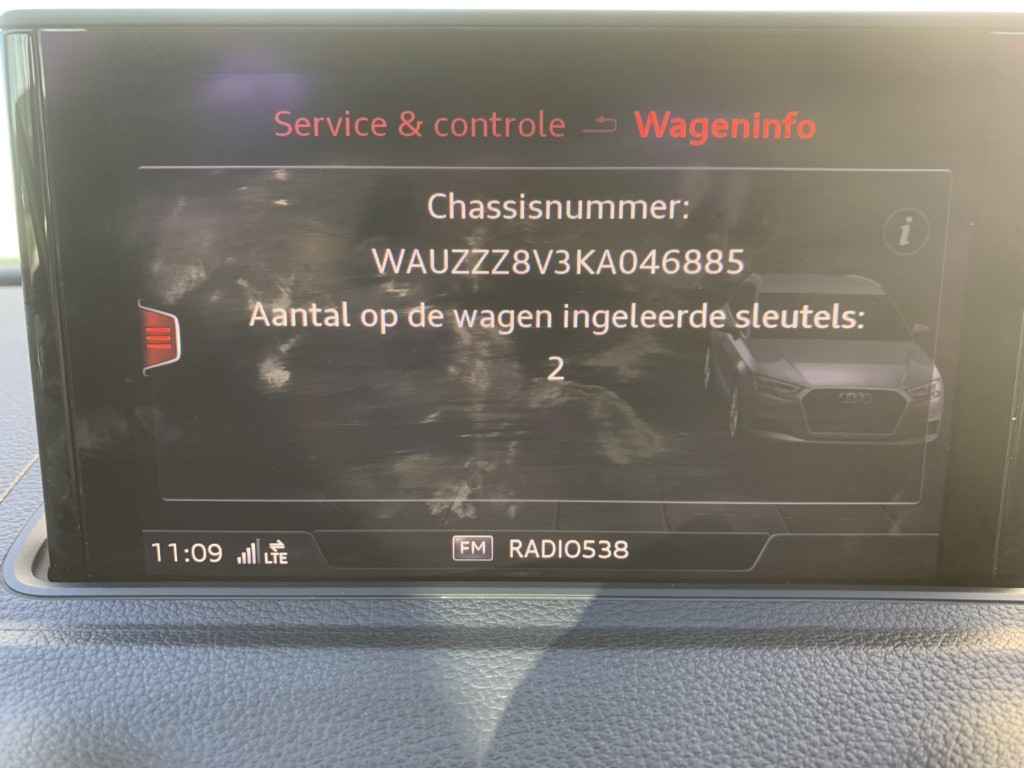 Service & controle Wageninfo
Chassisnummer:
WAUZZZ8V3KA046885
Aantal op de wagen ingeleerde sleutels:
2
11:09 LTE FM RADIO538